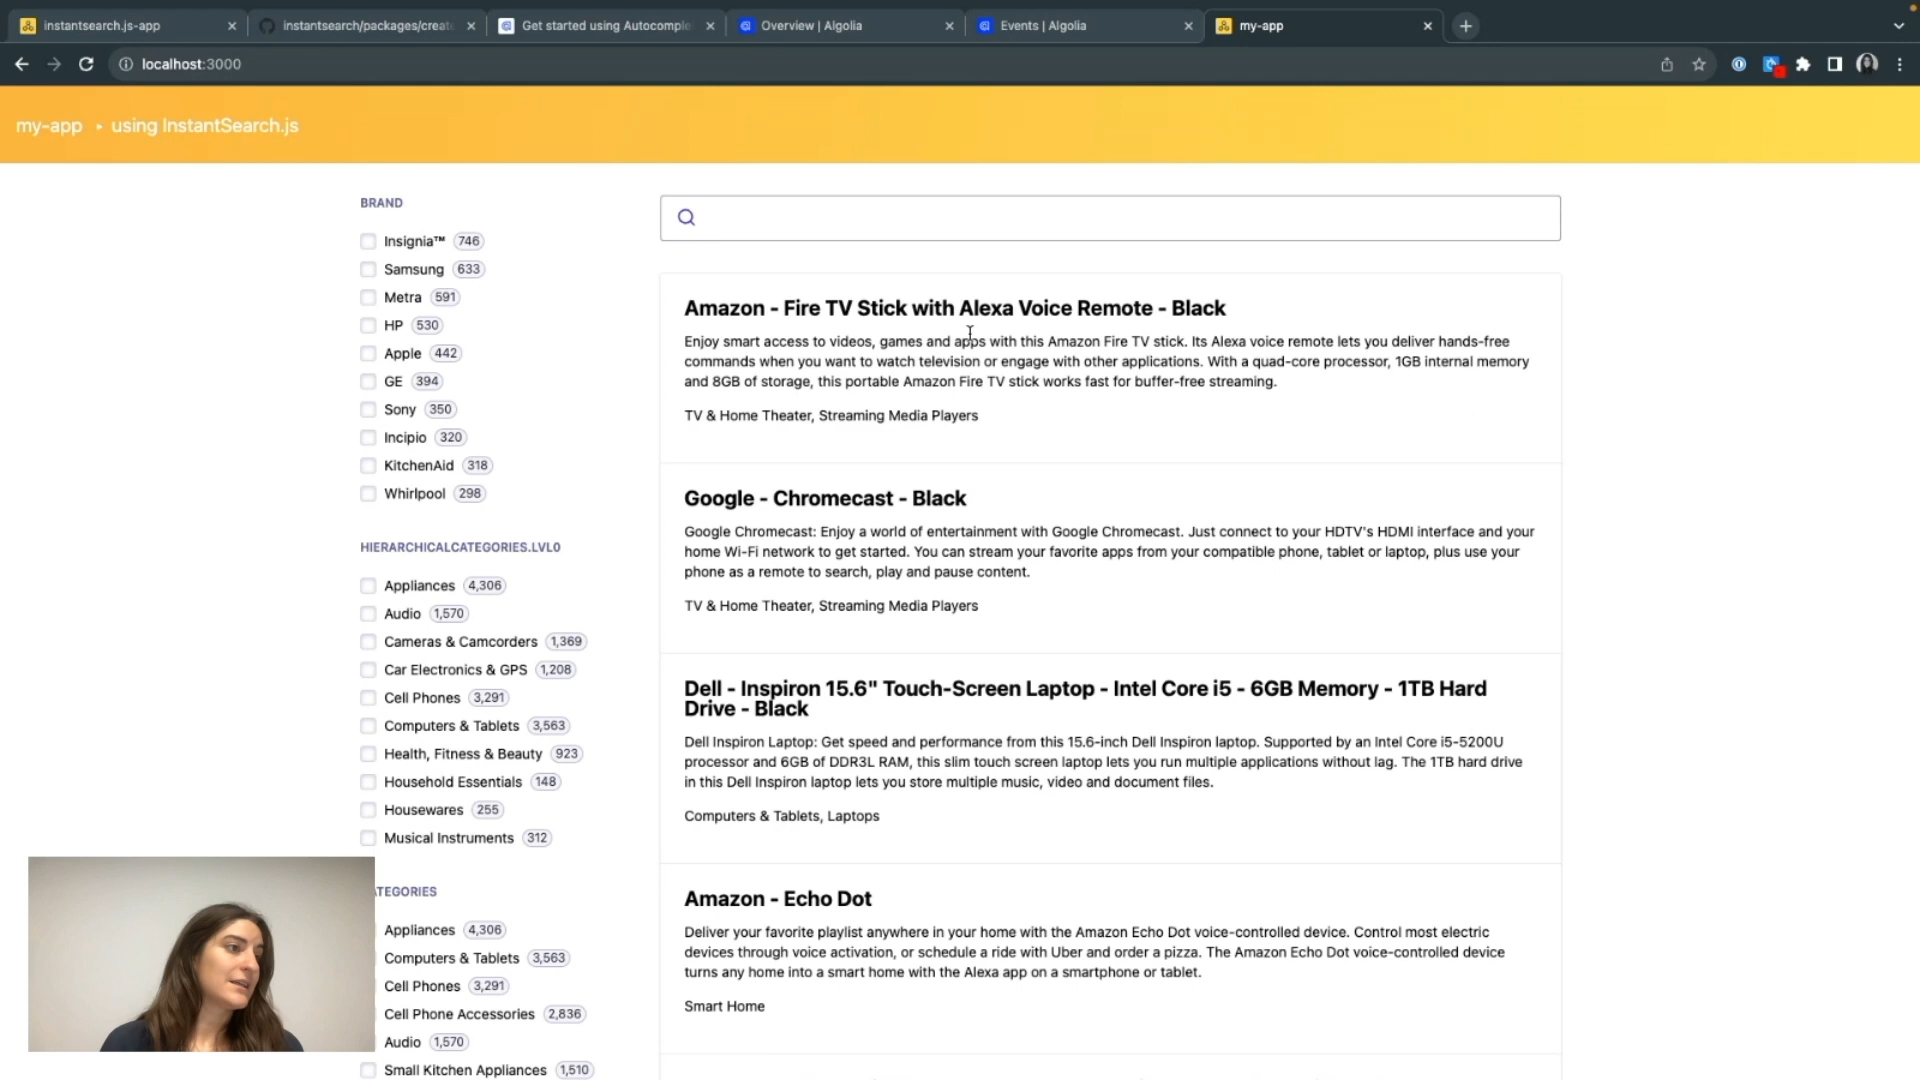 instantsearch.js-app
instantsearch/packages/create
Get started using Autocomple
Overview | Algolia
Events | Algolia
my-app
localhost:3000
my-app ▸ using InstantSearch.js
BRAND
Insignia™ 746
Samsung 633
Metra 591
HP 530
Apple 442
GE 394
Sony 350
Incipio 320
KitchenAid 318
Whirlpool 298
HIERARCHICALCATEGORIES.LVL0
Appliances 4,306
Audio 1,570
Cameras & Camcorders 1,369
Car Electronics & GPS 1,208
Cell Phones 3,291
Computers & Tablets 3,563
Health, Fitness & Beauty 923
Household Essentials 148
Housewares 255
Musical Instruments 312
ATEGORIES
Appliances 4,306
Computers & Tablets 3,563
Cell Phones 3,291
Cell Phone Accessories 2,836
Audio 1,570
Small Kitchen Appliances 1,510
Amazon - Fire TV Stick with Alexa Voice Remote - Black
Enjoy smart access to videos, games and apps with this Amazon Fire TV stick. Its Alexa voice remote lets you deliver hands-free
commands when you want to watch television or engage with other applications. With a quad-core processor, 1GB internal memory
and 8GB of storage, this portable Amazon Fire TV stick works fast for buffer-free streaming.
TV & Home Theater, Streaming Media Players
Google - Chromecast - Black
Google Chromecast: Enjoy a world of entertainment with Google Chromecast. Just connect to your HDTV's HDMI interface and your
home Wi-Fi network to get started. You can stream your favorite apps from your compatible phone, tablet or laptop, plus use your
phone as a remote to search, play and pause content.
TV & Home Theater, Streaming Media Players
Dell - Inspiron 15.6" Touch-Screen Laptop - Intel Core i5 - 6GB Memory - 1TB Hard
Drive - Black
Dell Inspiron Laptop: Get speed and performance from this 15.6-inch Dell Inspiron laptop. Supported by an Intel Core i5-5200U
processor and 6GB of DDR3L RAM, this slim touch screen laptop lets you run multiple applications without lag. The 1TB hard drive
in this Dell Inspiron laptop lets you store multiple music, video and document files.
Computers & Tablets, Laptops
Amazon - Echo Dot
Deliver your favorite playlist anywhere in your home with the Amazon Echo Dot voice-controlled device. Control most electric
devices through voice activation, or schedule a ride with Uber and order a pizza. The Amazon Echo Dot voice-controlled device
turns any home into a smart home with the Alexa app on a smartphone or tablet.
Smart Home